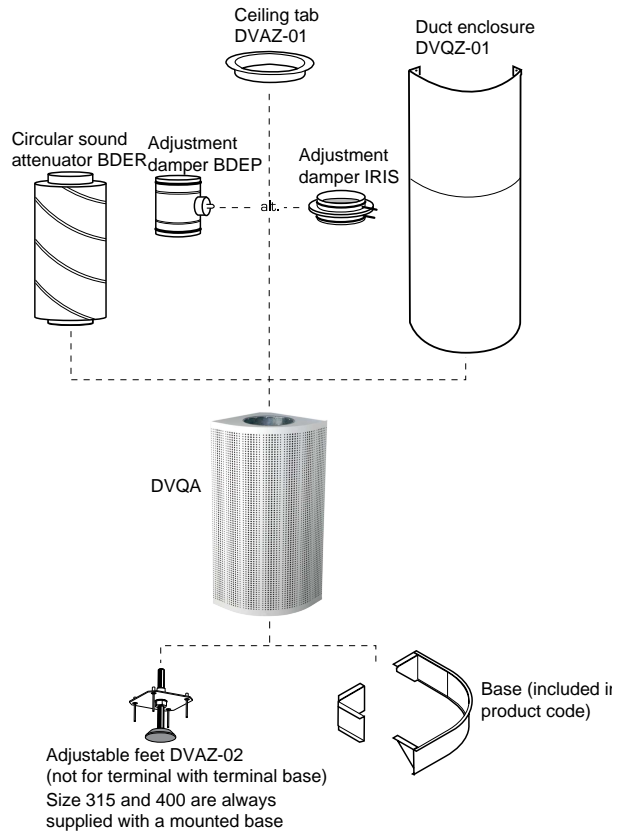 Ceiling tab
DVAZ-01
Duct enclosure
DVQZ-01
Circular sound
attenuator BDER
Adjustment
damper BDEP
Adjustment
damper IRIS
alt.
DVQA
Base (included
product code)
Adjustable feet DVAZ-02
(not for terminal with terminal base)
Size 315 and 400 are always
supplied with a mounted base